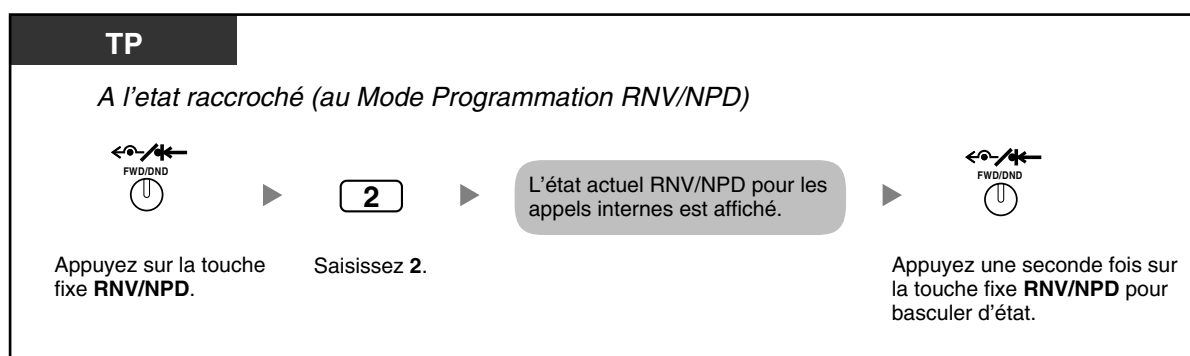 TP
A l'etat raccroché (au Mode Programmation RNV/NPD)
FWD/DND
2
L'état actuel RNV/NPD pour les
appels internes est affiché.
FWD/DND
Appuyez sur la touche
fixe RNV/NPD.
Saisissez 2.
Appuyez une seconde fois sur
la touche fixe RNV/NPD pour
basculer d'état.